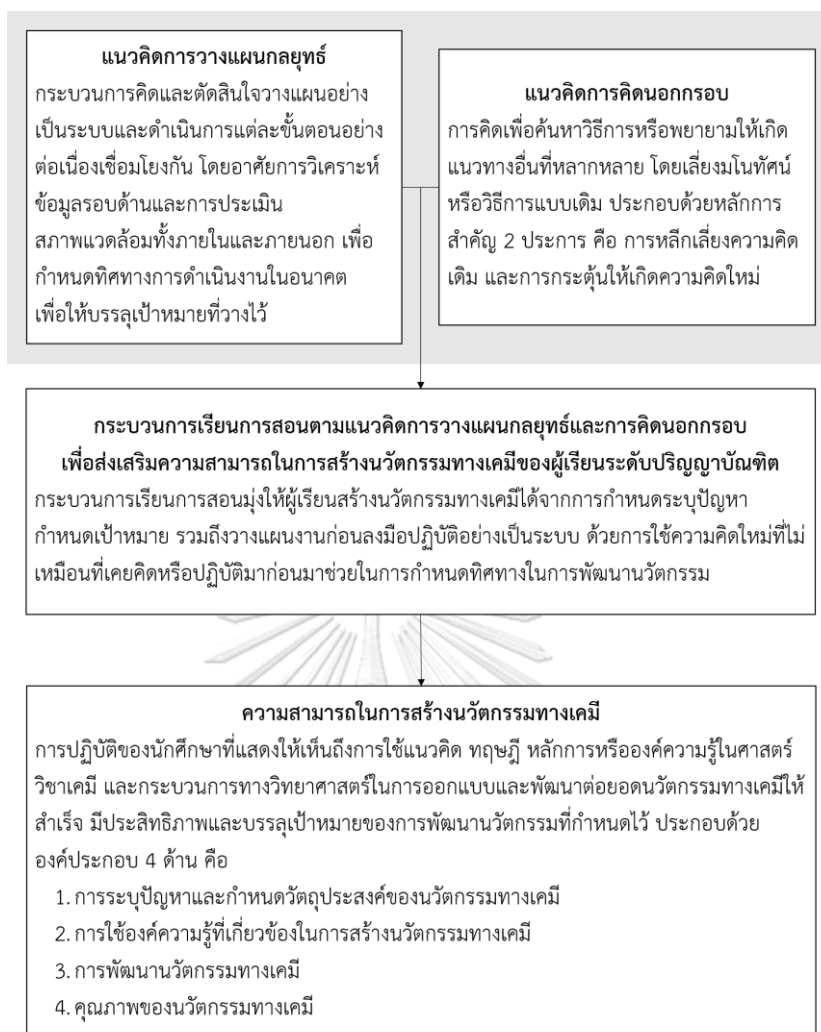 แนวคิดการวางแผนกลยุทธ์
กระบวนการคิดและตัดสินใจวางแผนอย่าง
เป็นระบบและดำเนินการแต่ละขั้นตอนอย่าง
ต่อเนื่องเชื่อมโยงกัน โดยอาศัยการวิเคราะห์
ข้อมูลรอบด้านและการประเมิน
สภาพแวดล้อมทั้งภายในและภายนอก เพื่อ
กำหนดทิศทางการดำเนินงานในอนาคต
เพื่อให้บรรลุเป้าหมายที่วางไว้
แนวคิดการคิดนอกกรอบ
การคิดเพื่อค้นหาวิธีการหรือพยายามให้เกิด
แนวทางอื่นที่หลากหลาย โดยเลี่ยงมโนทัศน์
หรือวิธีการแบบเดิม ประกอบด้วยหลักการ
สำคัญ 2 ประการ คือ การหลีกเลี่ยงความคิด
เดิม และการกระตุ้นให้เกิดความคิดใหม่
กระบวนการเรียนการสอนตามแนวคิดการวางแผนกลยุทธ์และการคิดนอกกรอบ
เพื่อส่งเสริมความสามารถในการสร้างนวัตกรรมทางเคมีของผู้เรียนระดับปริญญาบัณฑิต
กระบวนการเรียนการสอนมุ่งให้ผู้เรียนสร้างนวัตกรรมทางเคมีได้จากการกำหนดระบุปัญหา
กำหนดเป้าหมาย รวมถึงวางแผนงานก่อนลงมือปฏิบัติอย่างเป็นระบบ ด้วยการใช้ความคิดใหม่ที่ไม่
เหมือนที่เคยคิดหรือปฏิบัติมาก่อนมาช่วยในการกำหนดทิศทางในการพัฒนานวัตกรรม
ความสามารถในการสร้างนวัตกรรมทางเคมี
การปฏิบัติของนักศึกษาที่แสดงให้เห็นถึงการใช้แนวคิด ทฤษฎี หลักการหรือองค์ความรู้ในศาสตร์
วิชาเคมี และกระบวนการทางวิทยาศาสตร์ในการออกแบบและพัฒนาต่อยอดนวัตกรรมทางเคมีให้
สำเร็จ มีประสิทธิภาพและบรรลุเป้าหมายของการพัฒนานวัตกรรมที่กำหนดไว้ ประกอบด้วย
องค์ประกอบ 4 ด้าน คือ
1. การระบุปัญหาและกำหนดวัตถุประสงค์ของนวัตกรรมทางเคมี
2. การใช้องค์ความรู้ที่เกี่ยวข้องในการสร้างนวัตกรรมทางเคมี
3. การพัฒนานวัตกรรมทางเคมี
4. คุณภาพของนวัตกรรมทางเคมี